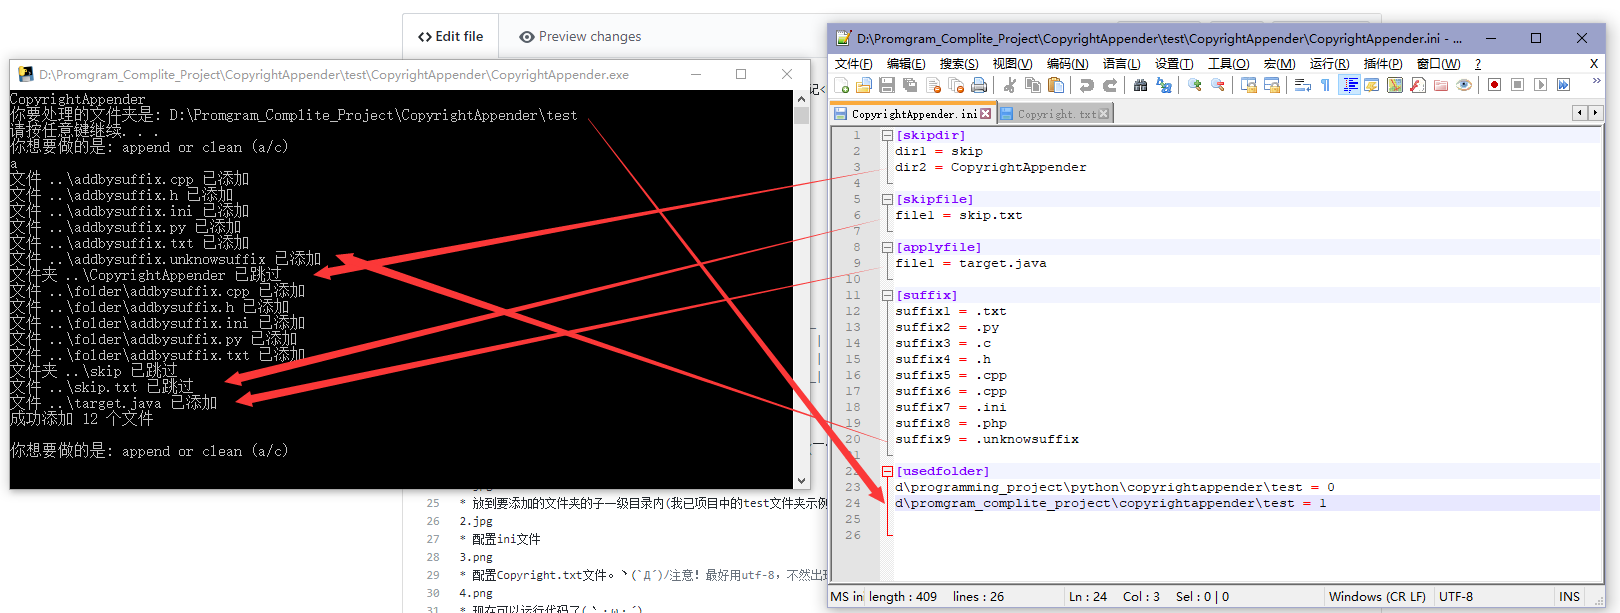 Edit file
Preview changes
D:\Promgram_Complite_Project\CopyrightAppender\test\CopyrightAppender\CopyrightAppender.exe
CopyrightAppender
你要处理的文件夹是: D:\Promgram_Complite_Project\CopyrightAppender\test
请按任意键继续. . .
你想要做的是: append or clean (a/c)
a
文件 ..\addbysuffix.cpp 已添加
文件 ..\addbysuffix.h 已添加
文件 ..\addbysuffix.ini 已添加
文件 ..\addbysuffix.py 已添加
文件 ..\addbysuffix.txt 已添加
文件 ..\addbysuffix.unknowsuffix 已添加
文件夹 ..\CopyrightAppender 已跳过
文件 ..\folder\addbysuffix.cpp 已添加
文件 ..\folder\addbysuffix.h 已添加
文件 ..\folder\addbysuffix.ini 已添加
文件 ..\folder\addbysuffix.py 已添加
文件 ..\folder\addbysuffix.txt 已添加
文件夹 ..\skip 已跳过
文件 ..\skip.txt 已跳过
文件 ..\target.java 已添加
成功添加 12 个文件
你想要做的是: append or clean (a/c)
25 * 放到要添加的文件夹的子一级目录内(我已项目中的test文件夹示例
26 2.jpg
27 * 配置ini文件
28 3.png
29 * 配置Copyright.txt文件。ヽ(`Д´)/注意! 最好用utf-8, 不然出现
30 4.png
31 * 现在可以运行代码了(`・ω・´)
D:\Promgram_Complite_Project\CopyrightAppender\test\CopyrightAppender\CopyrightAppender.ini - ...
文件(F) 编辑(E) 搜索(S) 视图(V) 编码(N) 语言(L) 设置(T) 工具(O) 宏(M) 运行(R) 插件(P) 窗口(W) ? X
CopyrightAppender.ini Copyright.txt
1 [skipdir]
2 dir1 = skip
3 dir2 = CopyrightAppender
4
5 [skipfile]
6 file1 = skip.txt
7
8 [applyfile]
9 file1 = target.java
10
11 [suffix]
12 suffix1 = .txt
13 suffix2 = .py
14 suffix3 = .c
15 suffix4 = .h
16 suffix5 = .cpp
17 suffix6 = .cpp
18 suffix7 = .ini
19 suffix8 = .php
20 suffix9 = .unknowsuffix
21
22 [usedfolder]
23 d\programming_project\python\copyrightappender\test = 0
24 d\promgram_complite_project\copyrightappender\test = 1
25
26
MS in length : 409 lines : 26 Ln : 24 Col : 3 Sel : 0 | 0 Windows (CR LF) UTF-8 INS